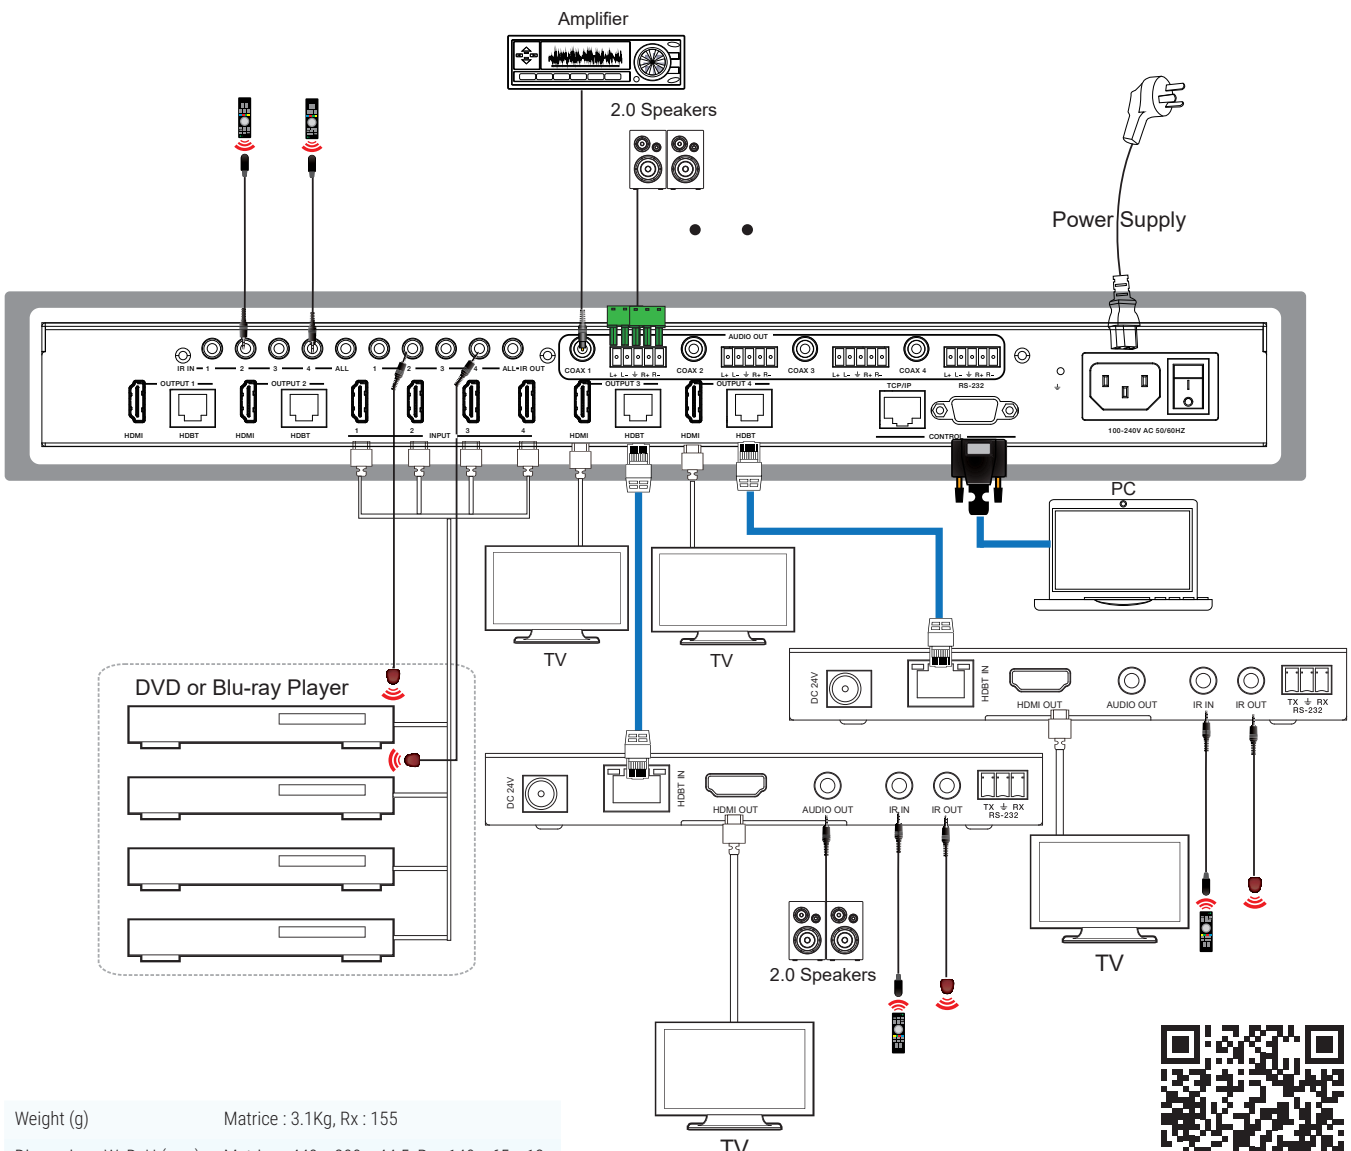 Amplifier
2.0 Speakers
Power Supply
AUDIO OUT
IR IN 1 2 3 4 ALL 1 2 3 4 ALL IR OUT
COAX 1 L+ L- R+ R- COAX 2 L+ L- R+ R- COAX 3 L+ L- R+ R- COAX 4 L+ L- R+ R-
OUTPUT 1 OUTPUT 2 OUTPUT 3 OUTPUT 4 TCP/IP RS-232
HDMI HDBT HDMI HDBT 1 2 INPUT 3 4 HDMI HDBT HDMI HDBT CONTROL
100-240V AC 50/60HZ
PC
TV
TV
DVD or Blu-ray Player
DC 24V HDBT IN HDMI OUT AUDIO OUT IR IN IR OUT TX RX
RS-232
DC 24V HDBT IN HDMI OUT AUDIO OUT IR IN IR OUT TX RX
RS-232
TV
2.0 Speakers
TV
Weight (g) Matrice : 3.1Kg, Rx : 155